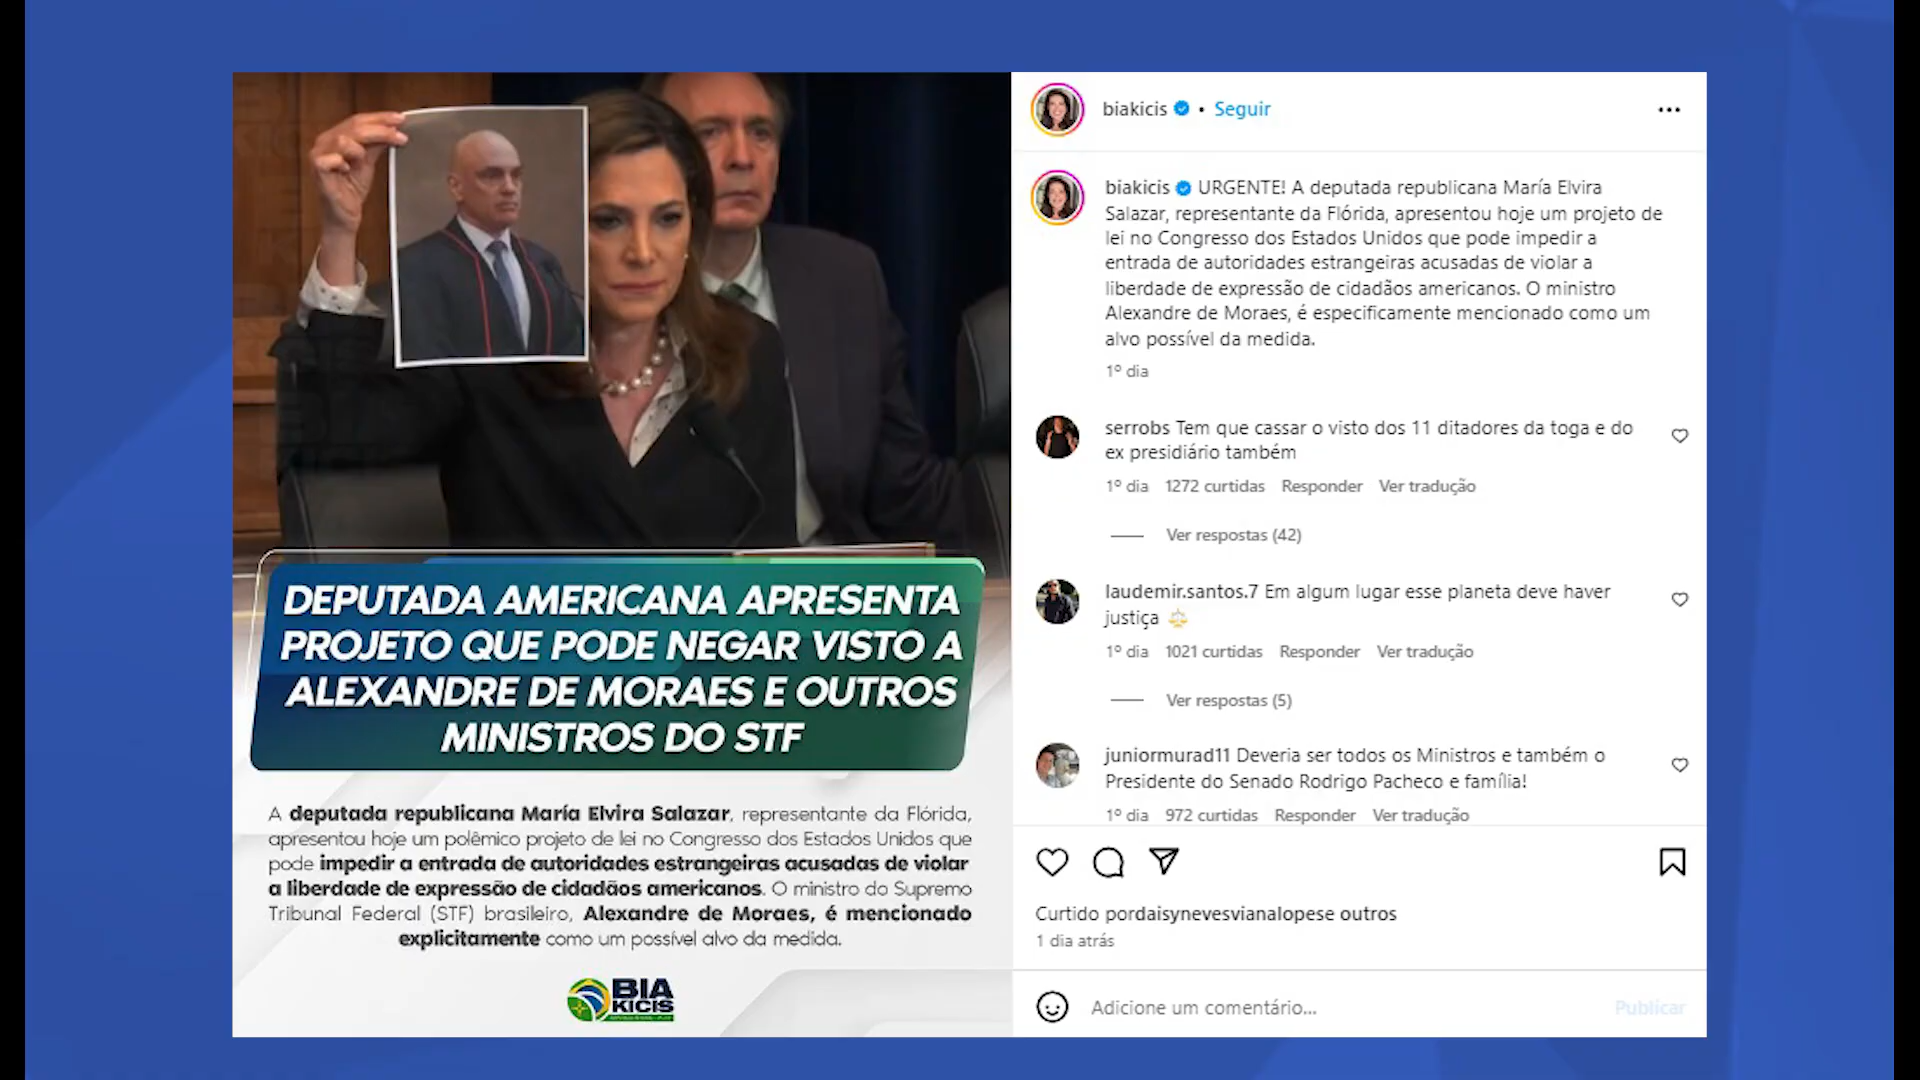 DEPUTADA AMERICANA APRESENTA
PROJETO QUE PODE NEGAR VISTO A
ALEXANDRE DE MORAES E OUTROS
MINISTROS DO STF
A deputada republicana María Elvira Salazar, representante da Flórida,
apresentou hoje um polêmico projeto de lei no Congresso dos Estados Unidos que
pode impedir a entrada de autoridades estrangeiras acusadas de violar
a liberdade de expressão de cidadãos americanos. O ministro do Supremo
Tribunal Federal (STF) brasileiro, Alexandre de Moraes, é mencionado
explicitamente como um possível alvo da medida.
BIA
KICIS
biakicis • Seguir
biakicis URGENTE! A deputada republicana María Elvira
Salazar, representante da Flórida, apresentou hoje um projeto de
lei no Congresso dos Estados Unidos que pode impedir a
entrada de autoridades estrangeiras acusadas de violar a
liberdade de expressão de cidadãos americanos. O ministro
Alexandre de Moraes, é especificamente mencionado como um
alvo possível da medida.
1º dia
serrobs Tem que cassar o visto dos 11 ditadores da toga e do
ex presidiário também
1º dia 1272 curtidas Responder Ver tradução
Ver respostas (42)
laudemir.santos.7 Em algum lugar esse planeta deve haver
justiça ⚖️
1º dia 1021 curtidas Responder Ver tradução
Ver respostas (5)
juniormurad11 Deveria ser todos os Ministros e também o
Presidente do Senado Rodrigo Pacheco e família!
1º dia 972 curtidas Responder Ver tradução
Curtido pordaisynevesvianalopese outros
1 dia atrás
Adicione um comentário...
Publicar